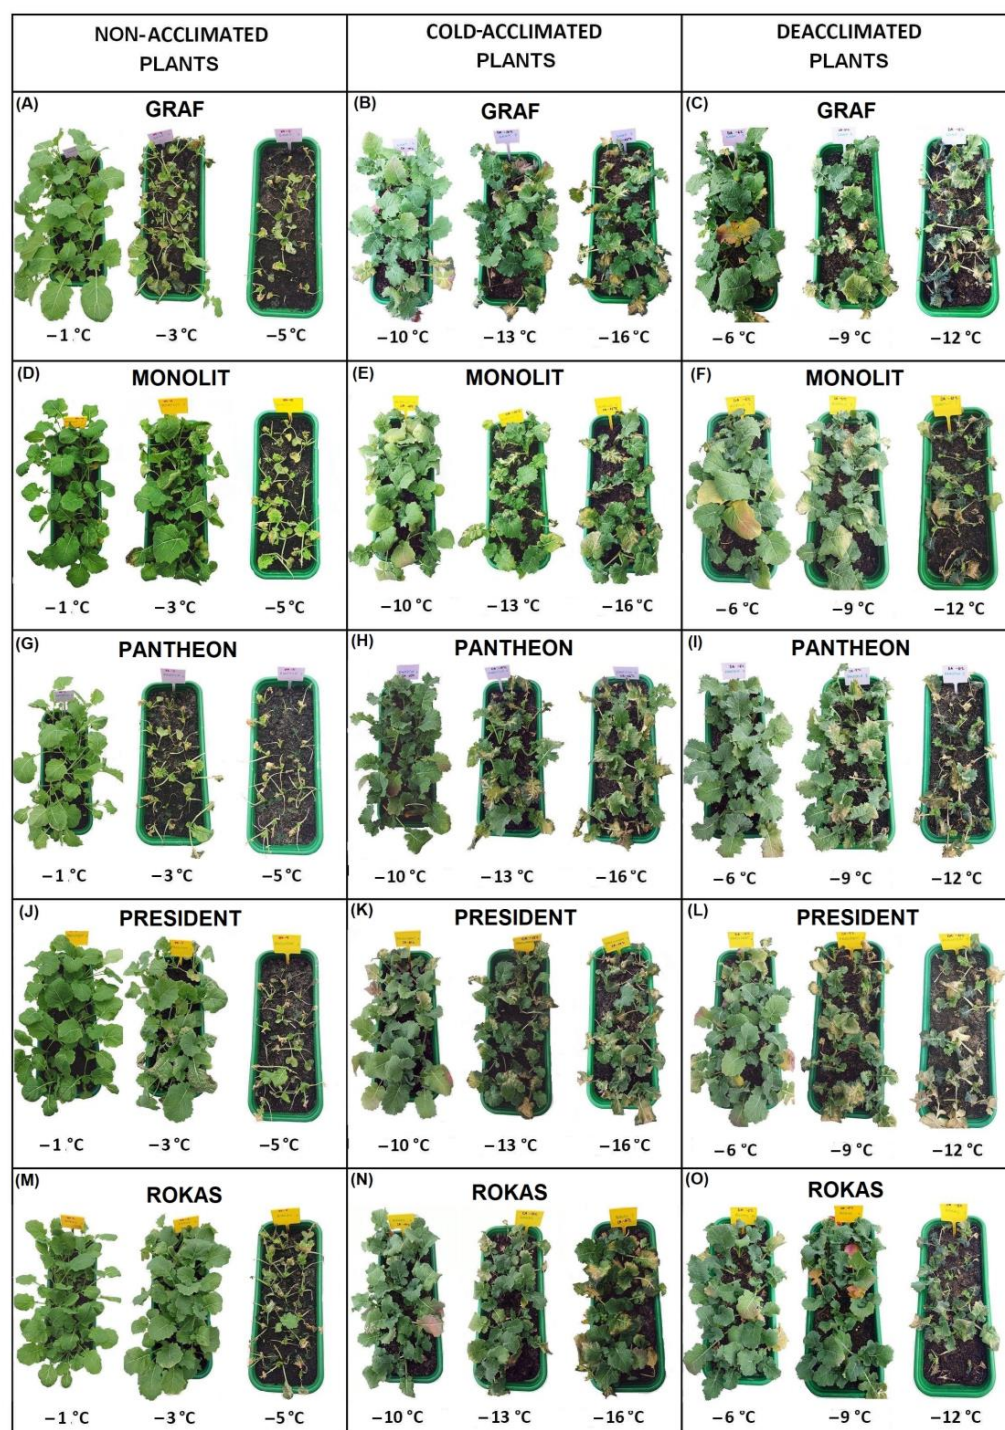 NON-ACCLIMATED
PLANTS
COLD-ACCLIMATED
PLANTS
DEACCLIMATED
PLANTS
(A)
GRAF
−1 °C
−3 °C
−5 °C
(B)
GRAF
−10 °C
−13 °C
−16 °C
(C)
GRAF
−6 °C
−9 °C
−12 °C
(D)
MONOLIT
−1 °C
−3 °C
−5 °C
(E)
MONOLIT
−10 °C
−13 °C
−16 °C
(F)
MONOLIT
−6 °C
−9 °C
−12 °C
(G)
PANTHEON
−1 °C
−3 °C
−5 °C
(H)
PANTHEON
−10 °C
−13 °C
−16 °C
(I)
PANTHEON
−6 °C
−9 °C
−12 °C
(J)
PRESIDENT
−1 °C
−3 °C
−5 °C
(K)
PRESIDENT
−10 °C
−13 °C
−16 °C
(L)
PRESIDENT
−6 °C
−9 °C
−12 °C
(M)
ROKAS
−1 °C
−3 °C
−5 °C
(N)
ROKAS
−10 °C
−13 °C
−16 °C
(O)
ROKAS
−6 °C
−9 °C
−12 °C